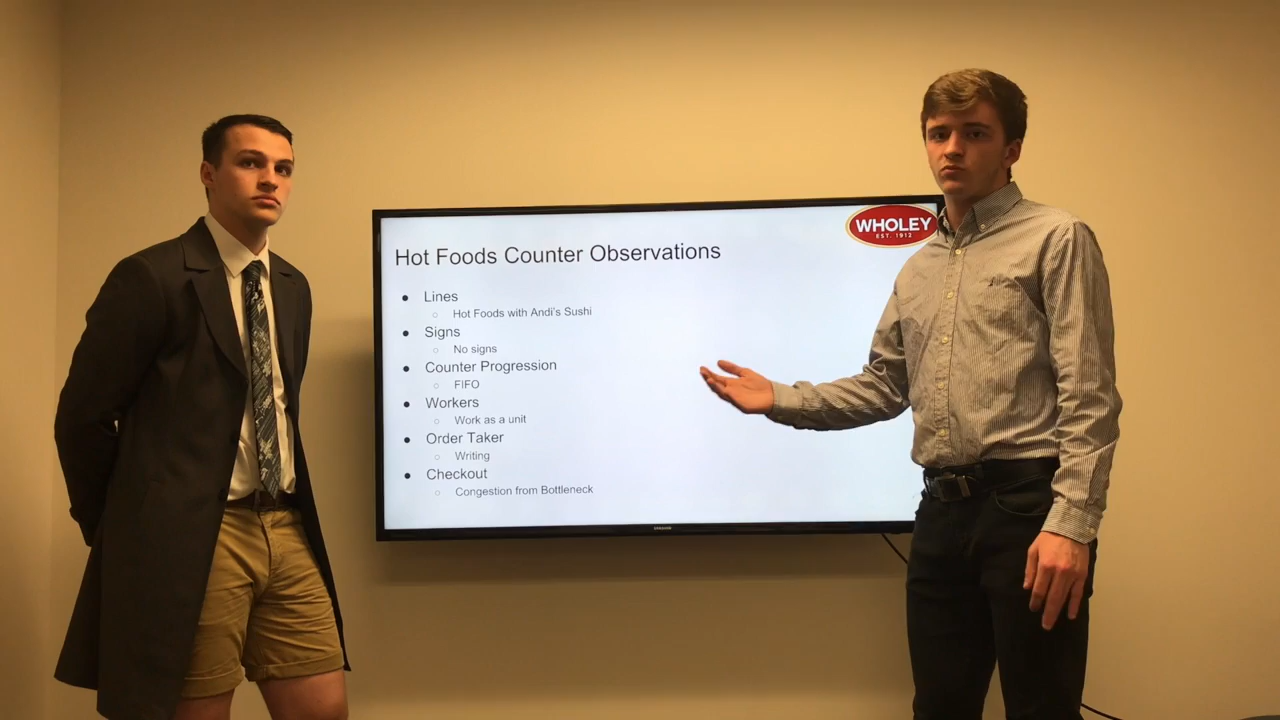 WHOLEY
EST. 1912
Hot Foods Counter Observations
● Lines
○ Hot Foods with Andi's Sushi
● Signs
○ No signs
● Counter Progression
○ FIFO
● Workers
○ Work as a unit
● Order Taker
○ Writing
● Checkout
○ Congestion from Bottleneck
SAMSUNG